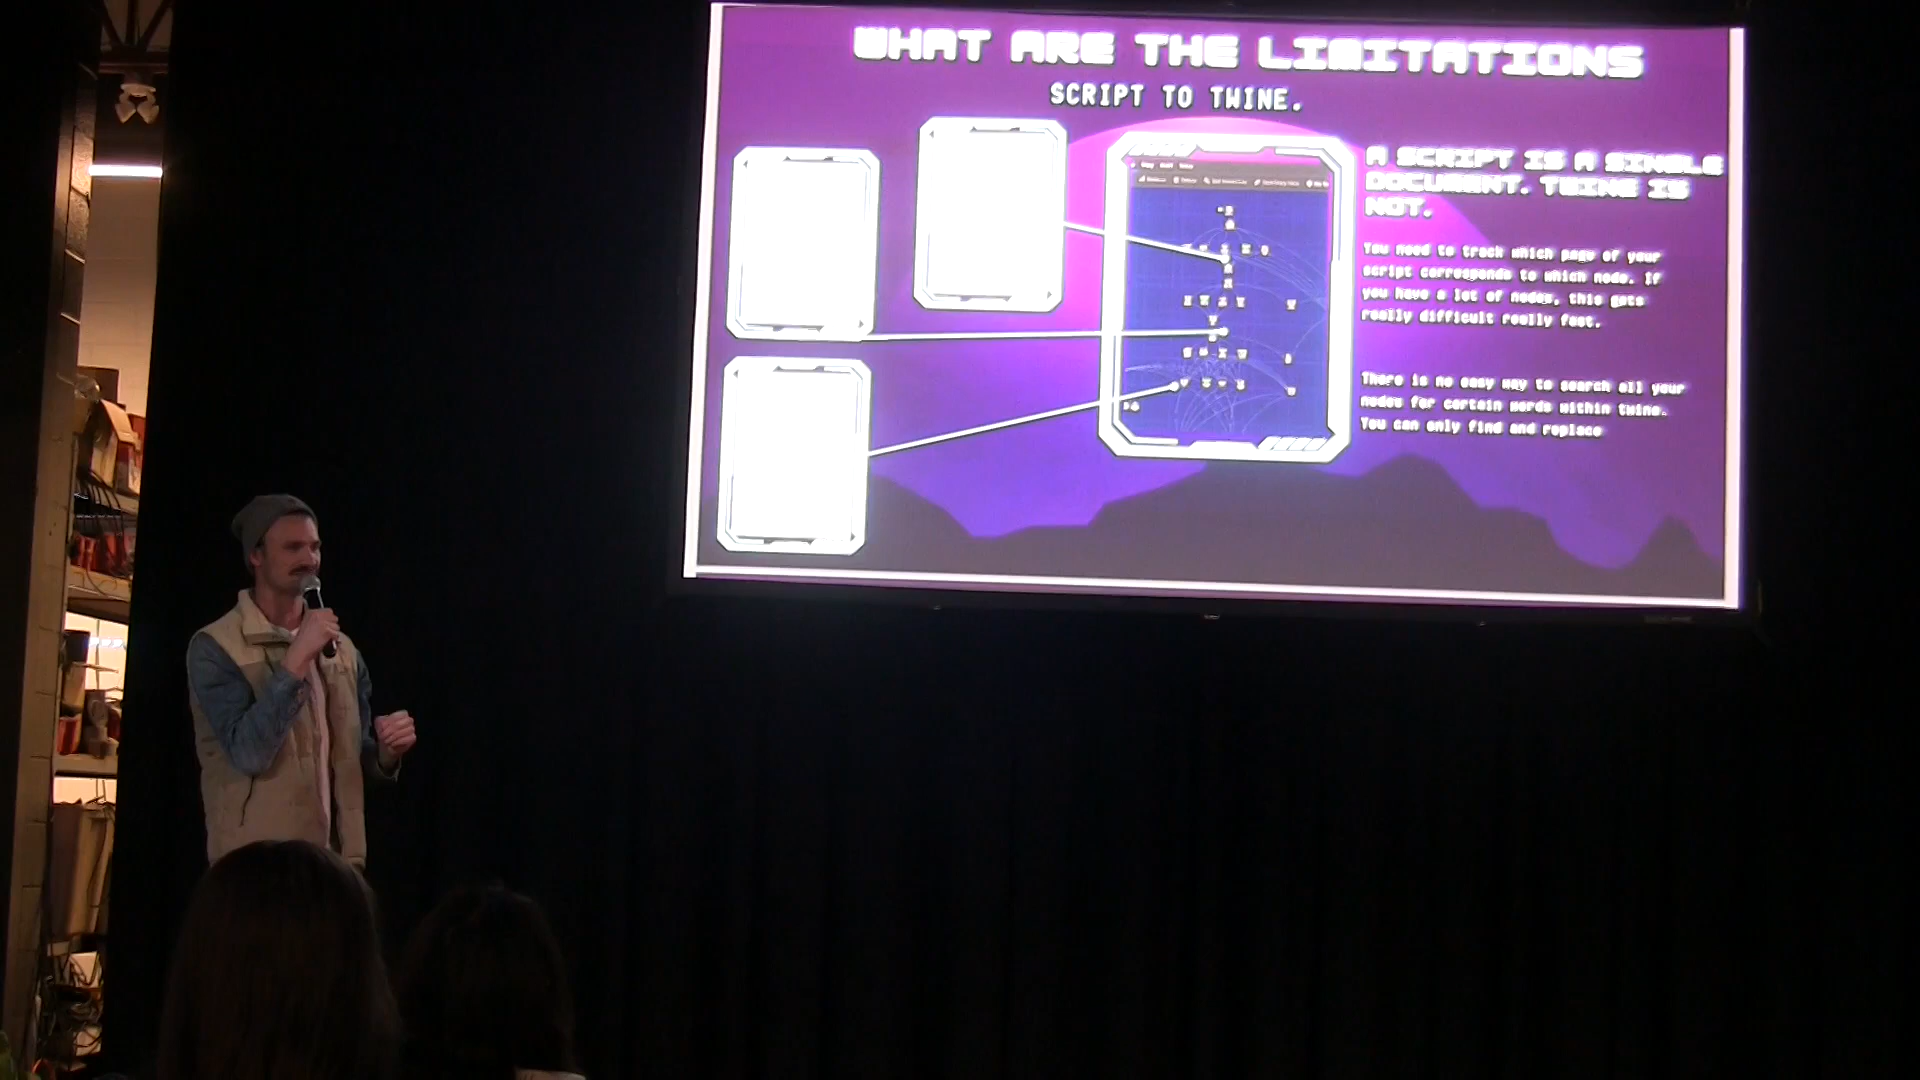 WHAT ARE THE LIMITATIONS
SCRIPT TO TWINE.
A SCRIPT IS A SINGLE
DOCUMENT. TWINE IS
NOT.
You need to track which page of your
script corresponds to which node. If
you have a lot of nodes, this gets
really difficult really fast.
There is no easy way to search all your
nodes for certain words within twine.
You can only find and replace